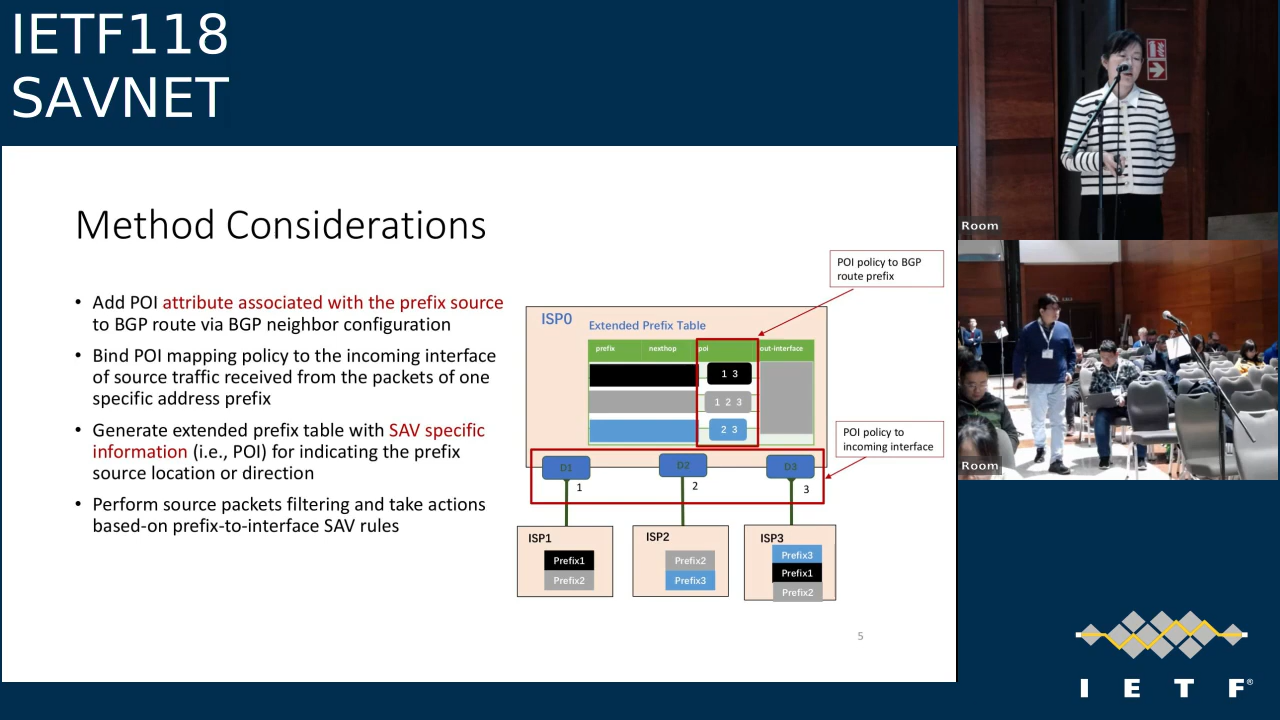 IETF118
SAVNET
Method Considerations
• Add POI attribute associated with the prefix source
to BGP route via BGP neighbor configuration
• Bind POI mapping policy to the incoming interface
of source traffic received from the packets of one
specific address prefix
• Generate extended prefix table with SAV specific
information (i.e., POI) for indicating the prefix
source location or direction
• Perform source packets filtering and take actions
based-on prefix-to-interface SAV rules
POI policy to BGP
route prefix
ISP0
Extended Prefix Table
prefix nexthop poi out-interface
1 3
1 2 3
2 3
POI policy to
incoming interface
D1 D2 D3
1 2 3
ISP1
Prefix1
Prefix2
ISP2
Prefix2
Prefix3
ISP3
Prefix3
Prefix1
Prefix2
5
Room
Room
I E T F®